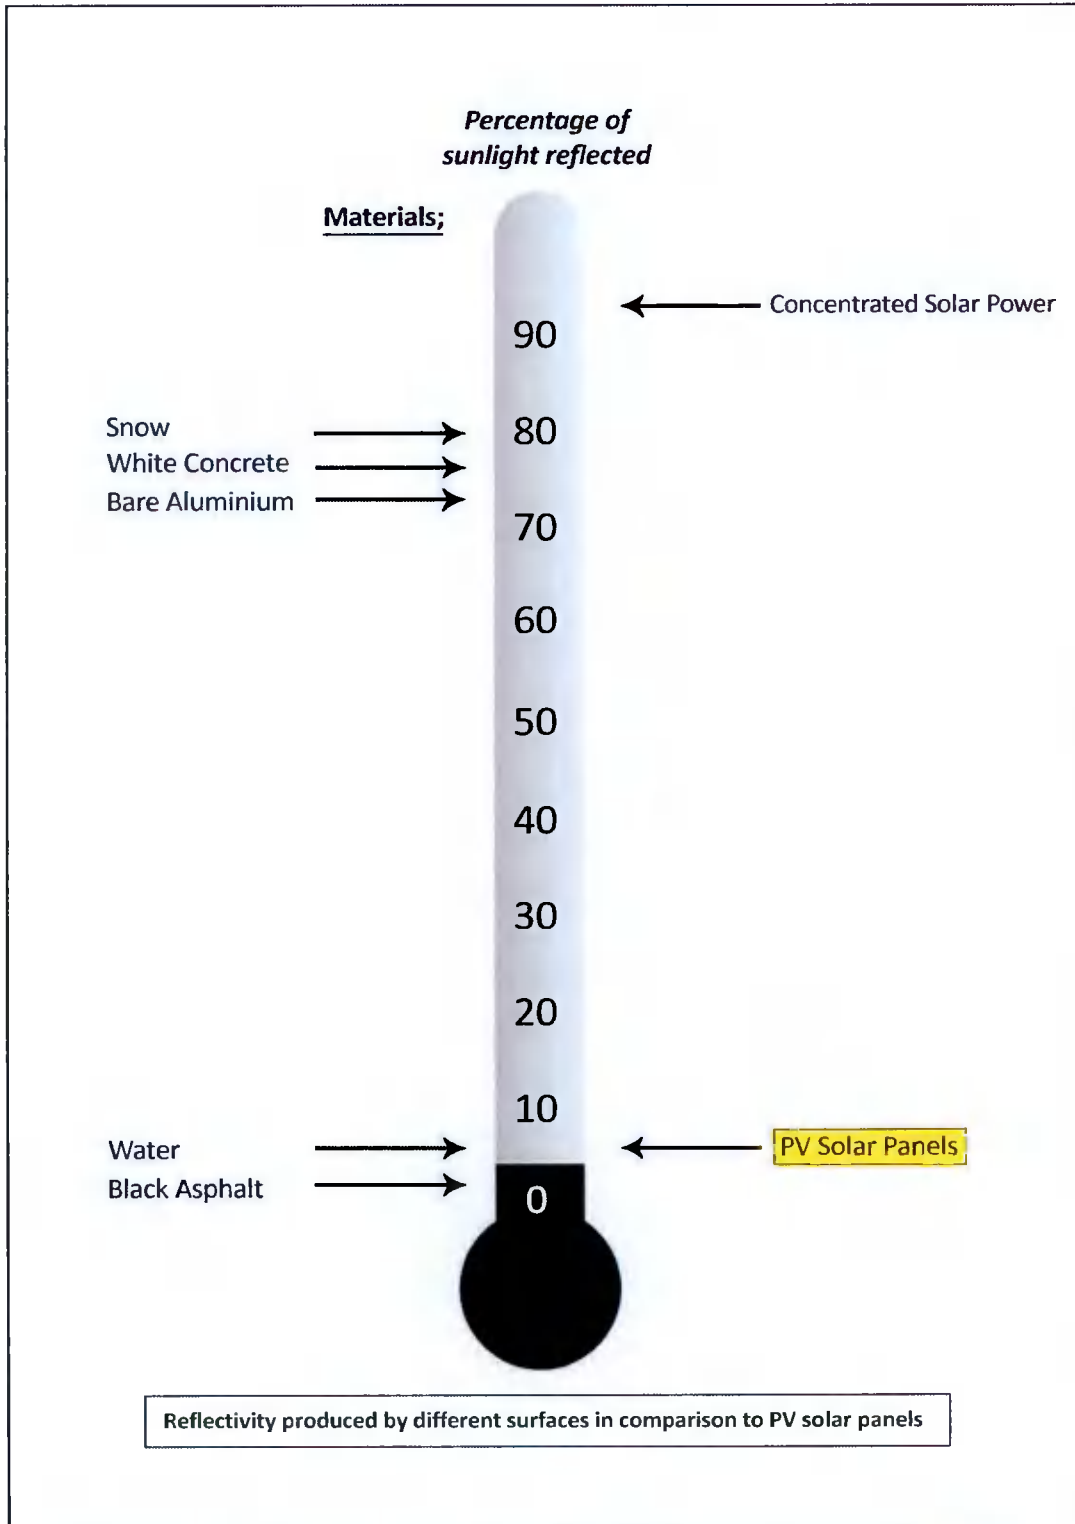 Percentage of
sunlight reflected
Materials;
Concentrated Solar Power
90
Snow
80
White Concrete
Bare Aluminium
70
60
50
40
30
20
10
Water
PV Solar Panels
Black Asphalt
0
Reflectivity produced by different surfaces in comparison to PV solar panels